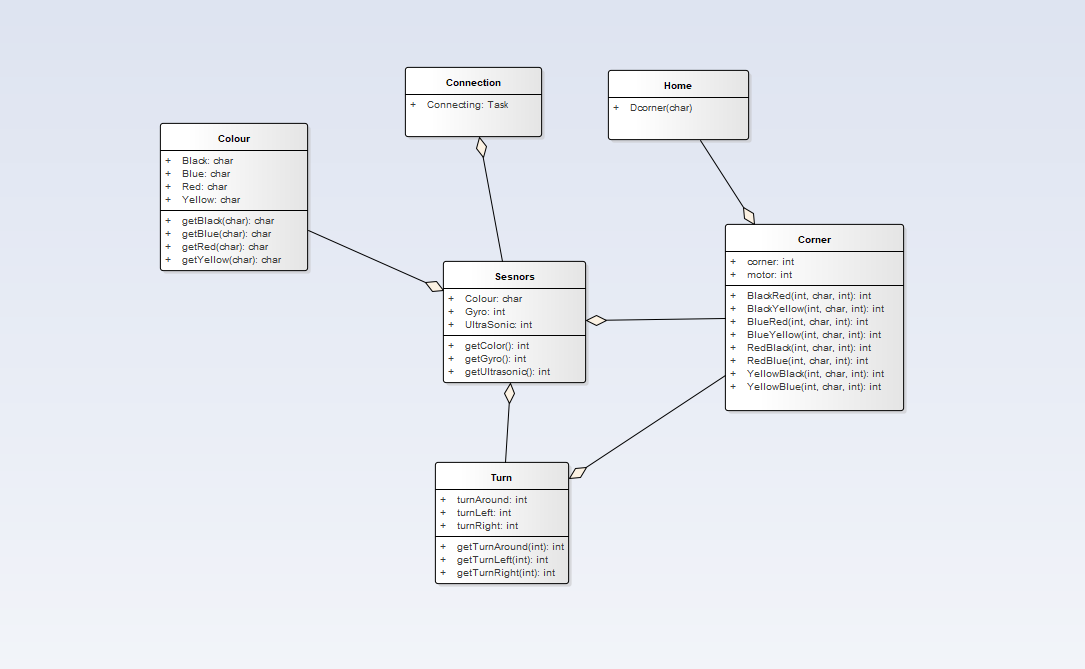 Connection
+ Connecting: Task
Home
+ Dcorner(char)
Colour
+ Black: char
+ Blue: char
+ Red: char
+ Yellow: char
+ getBlack(char): char
+ getBlue(char): char
+ getRed(char): char
+ getYellow(char): char
Sesnors
+ Colour: char
+ Gyro: int
+ UltraSonic: int
+ getColor(): int
+ getGyro(): int
+ getUltrasonic(): int
Corner
+ corner: int
+ motor: int
+ BlackRed(int, char, int): int
+ BlackYellow(int, char, int): int
+ BlueRed(int, char, int): int
+ BlueYellow(int, char, int): int
+ RedBlack(int, char, int): int
+ RedBlue(int, char, int): int
+ YellowBlack(int, char, int): int
+ YellowBlue(int, char, int): int
Turn
+ turnAround: int
+ turnLeft: int
+ turnRight: int
+ getTurnAround(int): int
+ getTurnLeft(int): int
+ getTurnRight(int): int